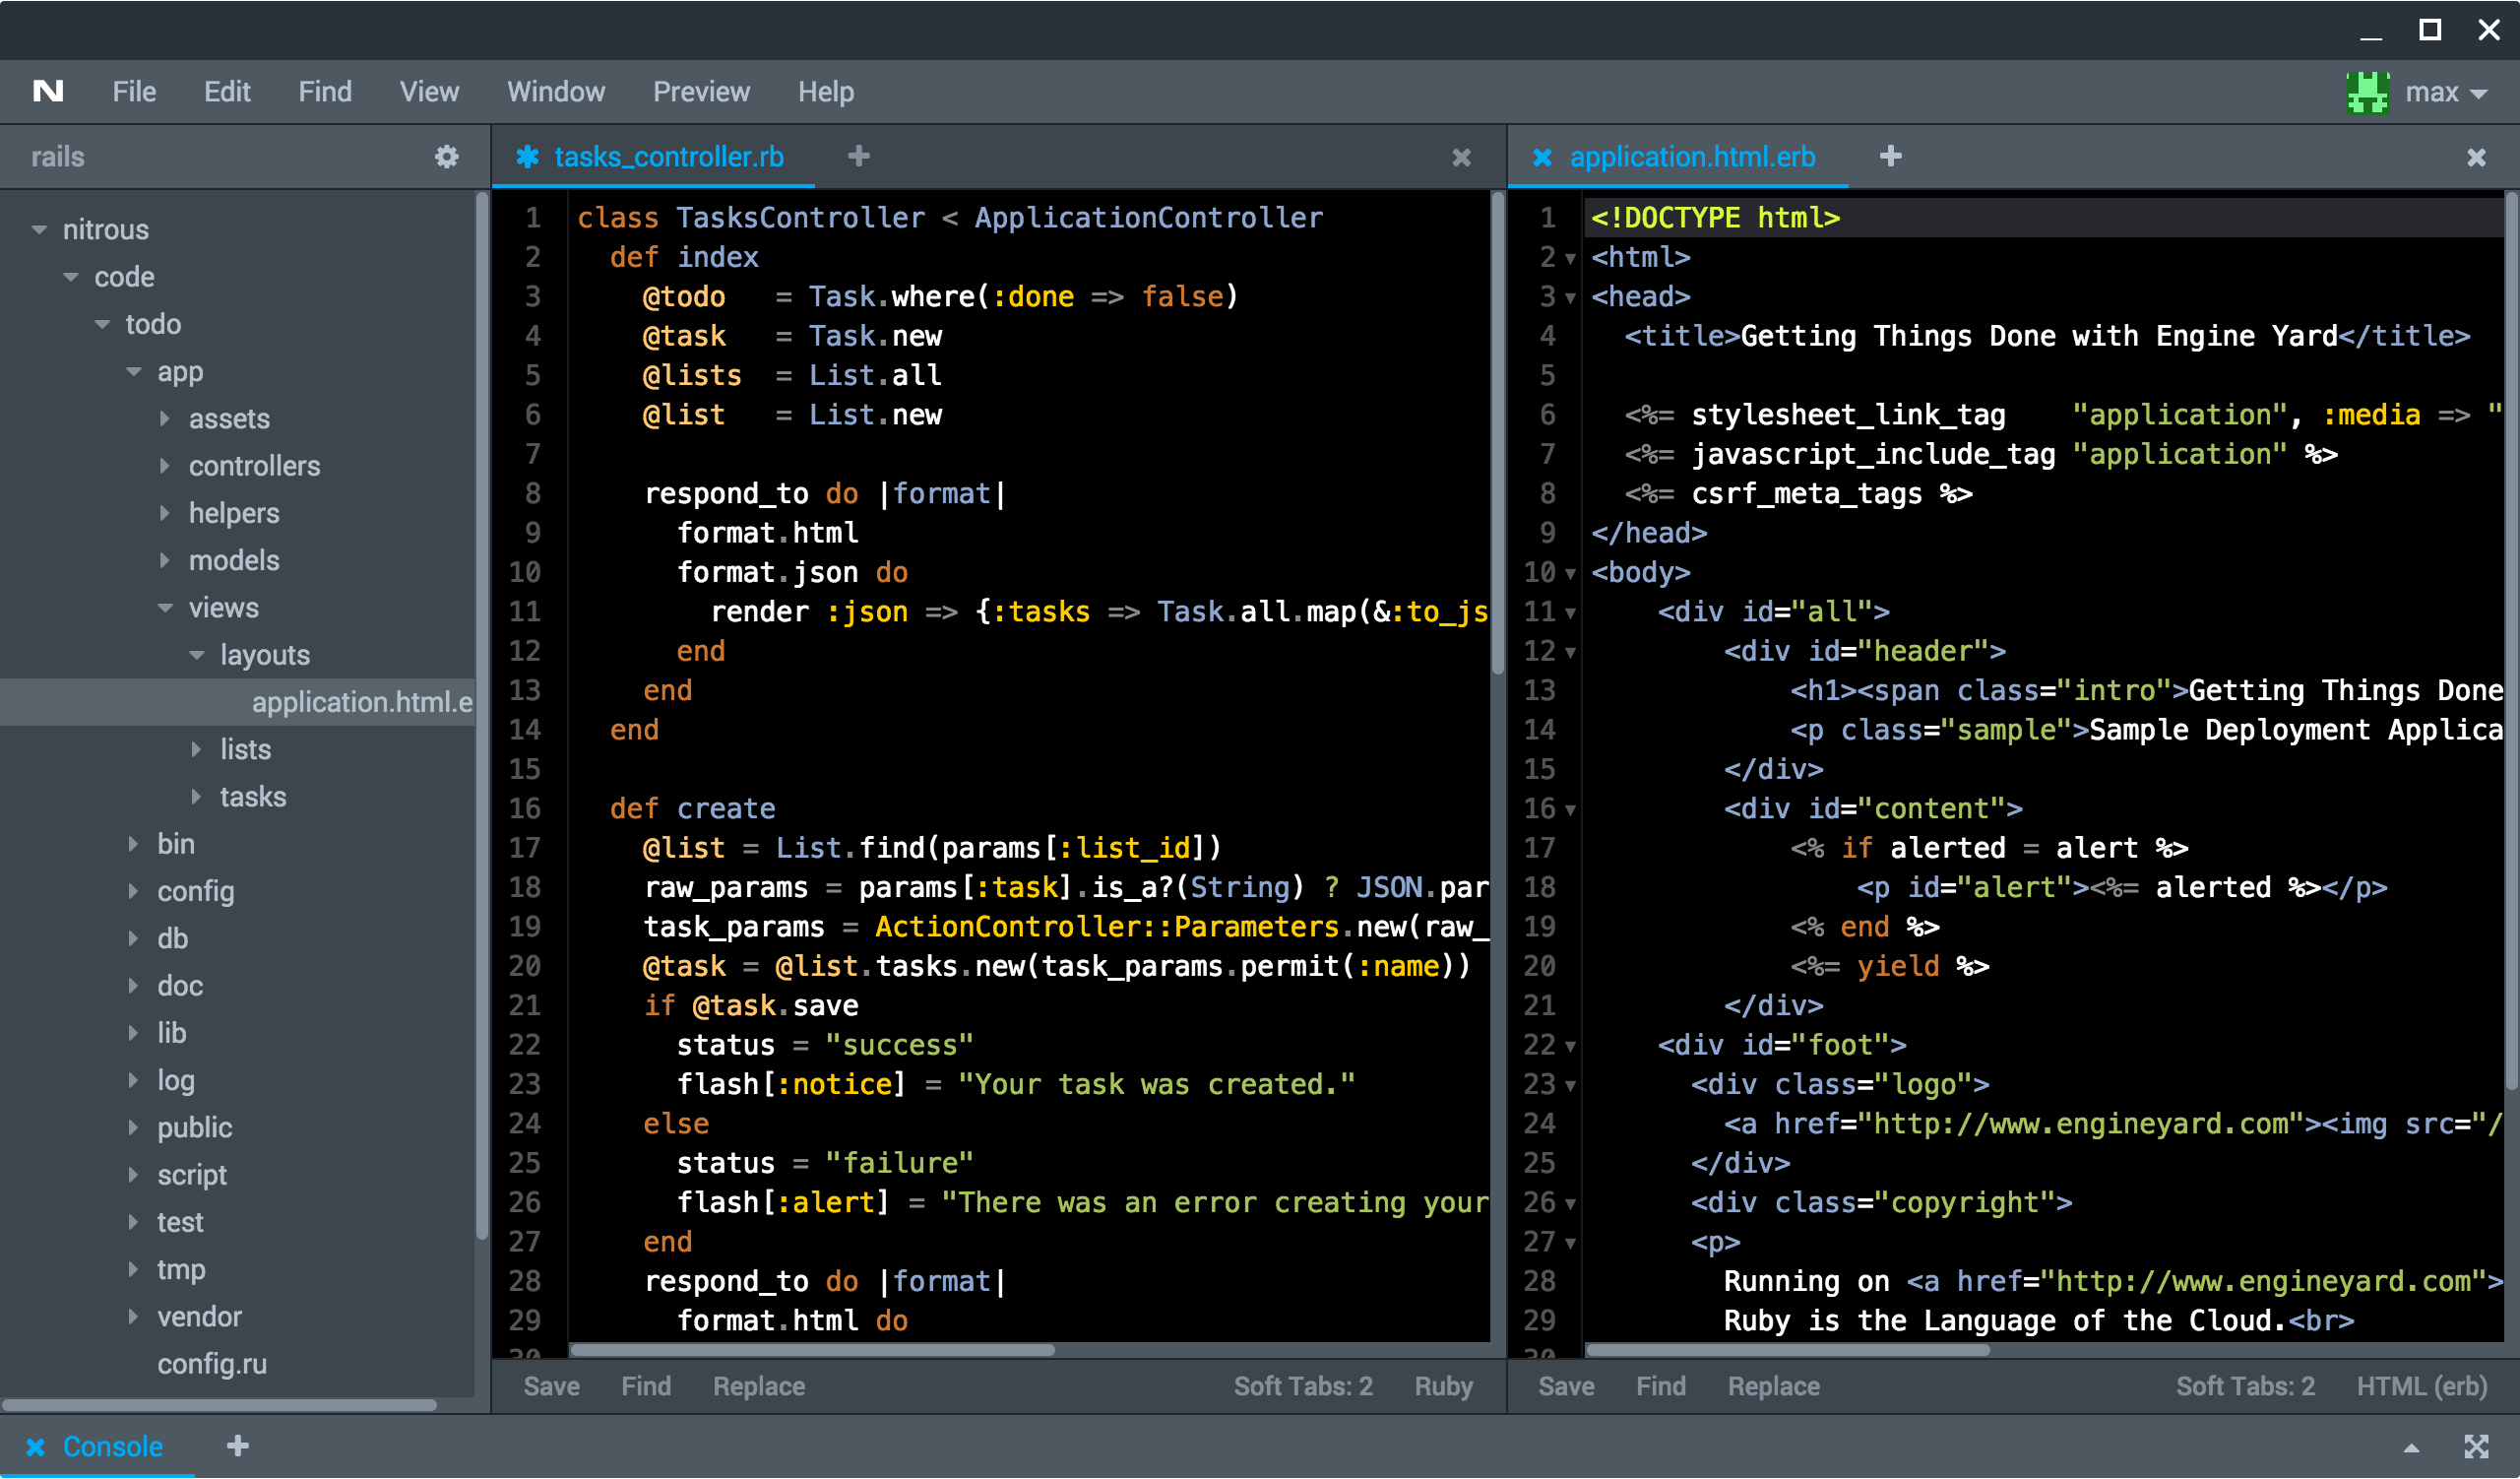 N File Edit Find View Window Preview Help max
rails
nitrous
code
todo
app
assets
controllers
helpers
models
views
layouts
application.html.e
lists
tasks
bin
config
db
doc
lib
log
public
script
test
tmp
vendor
config.ru
tasks_controller.rb
1 class TasksController < ApplicationController
2   def index
3     @todo   = Task.where(:done => false)
4     @task   = Task.new
5     @lists  = List.all
6     @list   = List.new
7
8     respond_to do |format|
9       format.html
10       format.json do
11         render :json => {:tasks => Task.all.map(&:to_js
12       end
13     end
14   end
15
16   def create
17     @list = List.find(params[:list_id])
18     raw_params = params[:task].is_a?(String) ? JSON.par
19     task_params = ActionController::Parameters.new(raw_
20     @task = @list.tasks.new(task_params.permit(:name))
21     if @task.save
22       status = "success"
23       flash[:notice] = "Your task was created."
24     else
25       status = "failure"
26       flash[:alert] = "There was an error creating your
27     end
28     respond_to do |format|
29       format.html do
30
Save Find Replace Soft Tabs: 2 Ruby
application.html.erb
1 <!DOCTYPE html>
2 <html>
3 <head>
4   <title>Getting Things Done with Engine Yard</title>
5
6   <%= stylesheet_link_tag    "application", :media => "
7   <%= javascript_include_tag "application" %>
8   <%= csrf_meta_tags %>
9 </head>
10 <body>
11     <div id="all">
12         <div id="header">
13             <h1><span class="intro">Getting Things Done
14             <p class="sample">Sample Deployment Applica
15         </div>
16         <div id="content">
17             <% if alerted = alert %>
18                 <p id="alert"><%= alerted %></p>
19             <% end %>
20             <%= yield %>
21         </div>
22     <div id="foot">
23       <div class="logo">
24         <a href="http://www.engineyard.com"><img src="/
25       </div>
26       <div class="copyright">
27       <p>
28         Running on <a href="http://www.engineyard.com">
29         Ruby is the Language of the Cloud.<br>
30
Save Find Replace Soft Tabs: 2 HTML (erb)
Console